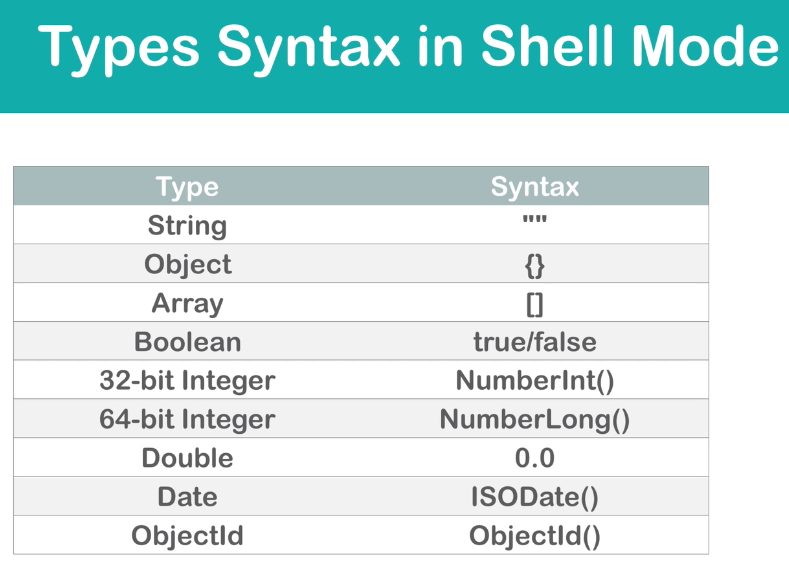 Types Syntax in Shell Mode
Type Syntax
String ""
Object {}
Array []
Boolean true/false
32-bit Integer NumberInt()
64-bit Integer NumberLong()
Double 0.0
Date ISODate()
ObjectId ObjectId()